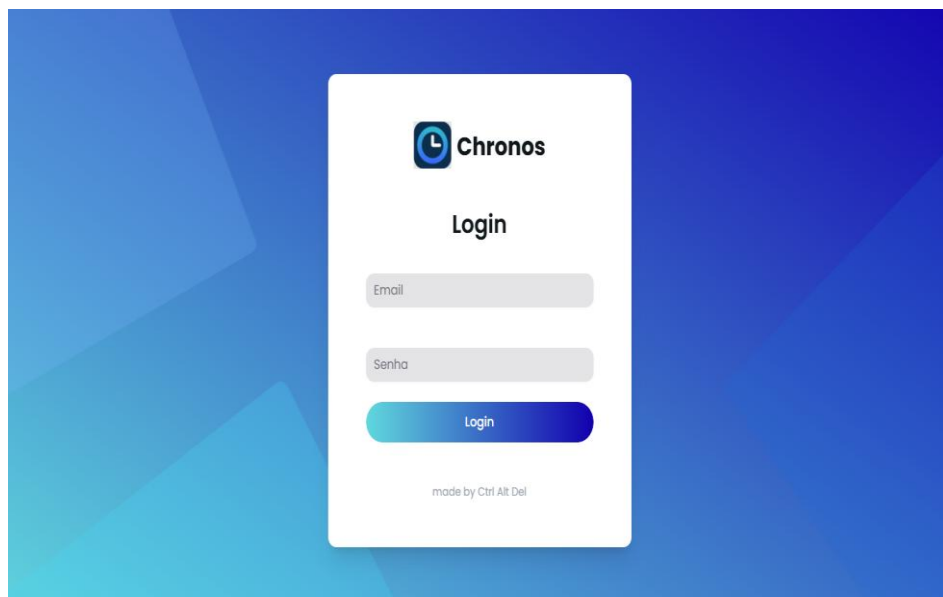 Chronos
Login
Email
Senha
Login
made by Ctrl Alt Del